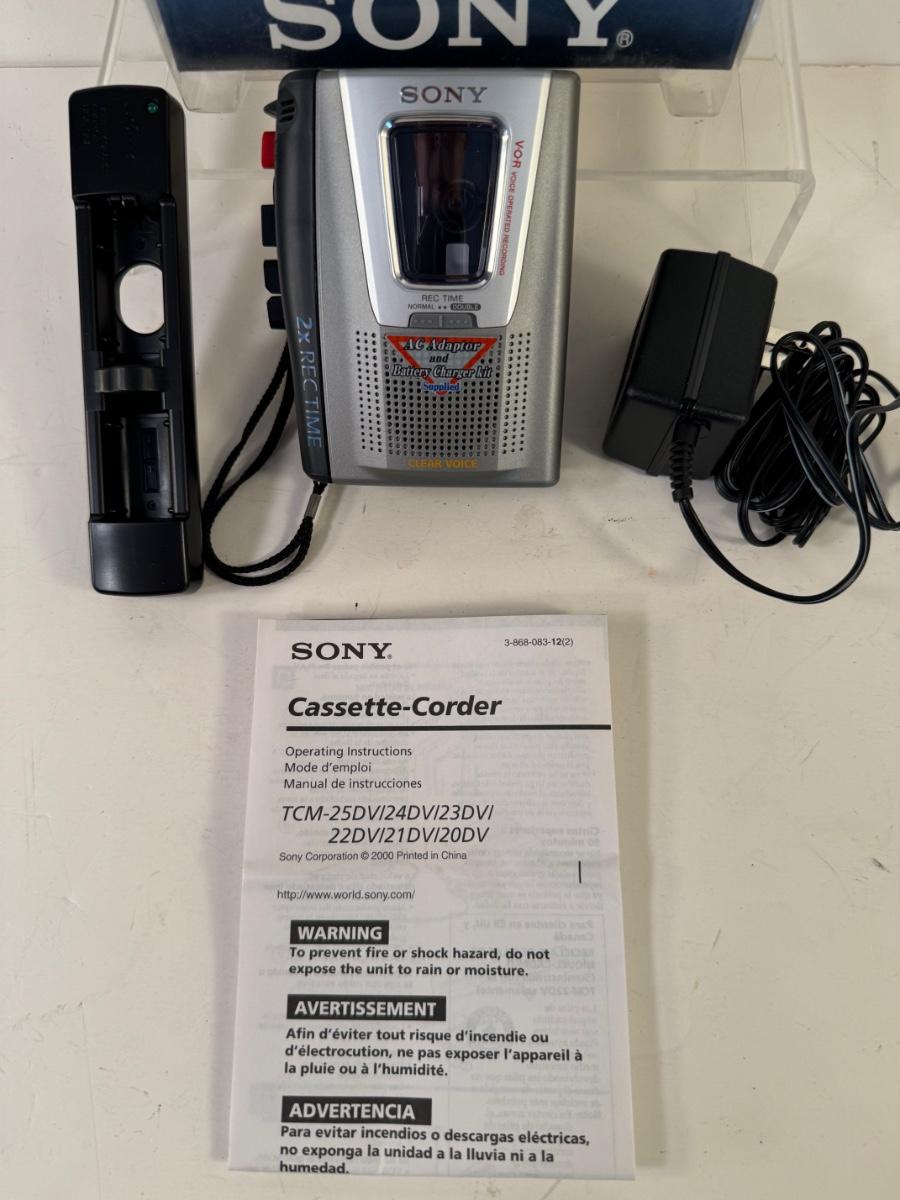 SONY®
SONY
VOR VOICE OPERATED RECORDING
REC TIME
NORMAL DOUBLE
2X REC TIME
AC Adaptor
and
Battery Charger kit
Supplied
CLEAR VOICE
SONY®
3-868-083-12(2)
Cassette-Corder
Operating Instructions
Mode d'emploi
Manual de instrucciones
TCM-25DV/24DV/23DV/
22DV/21DV/20DV
Sony Corporation © 2000 Printed in China
http://www.world.sony.com/
WARNING
To prevent fire or shock hazard, do not
expose the unit to rain or moisture.
AVERTISSEMENT
Afin d'éviter tout risque d'incendie ou
d'électrocution, ne pas exposer l'appareil à
la pluie ou à l'humidité.
ADVERTENCIA
Para evitar incendios o descargas eléctricas,
no exponga la unidad a la lluvia ni a la
humedad.